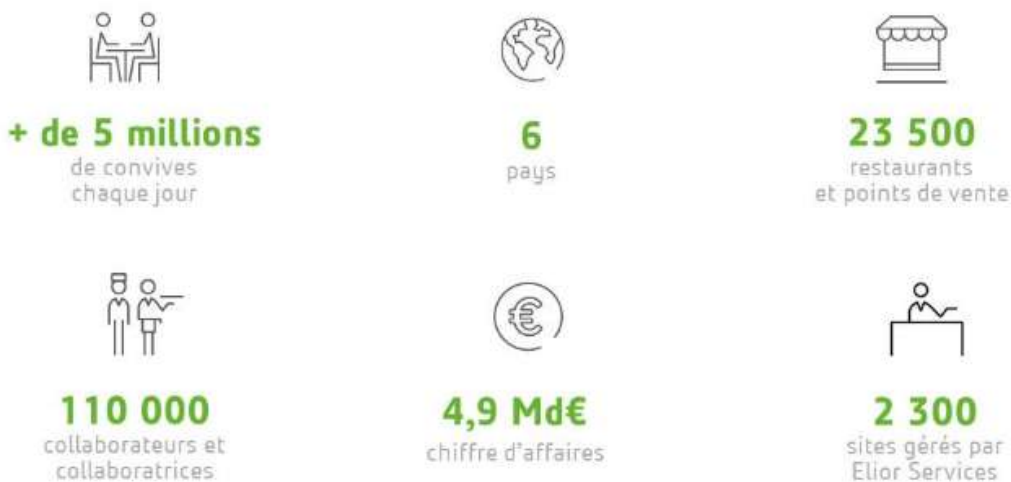 + de 5 millions
de convives
chaque jour
6
pays
23 500
restaurants
et points de vente
110 000
collaborateurs et
collaboratrices
4,9 Md€
chiffre d'affaires
2 300
sites gérés par
Elior Services